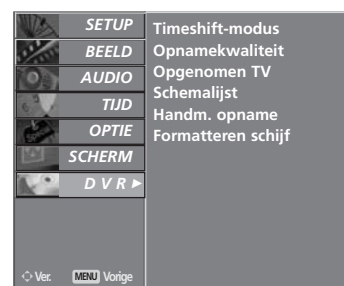 SETUP
BEELD
AUDIO
TIJD
OPTIE
SCHERM
D V R
Timeshift-modus
Opnamekwaliteit
Opgenomen TV
Schemalijst
Handm. opname
Formatteren schijf
Ver. MENU Vorige